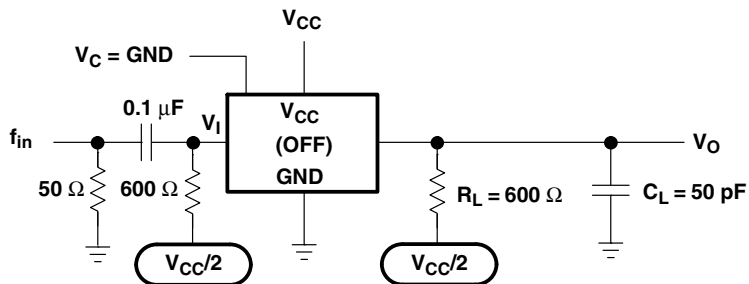 V_CC
V_C = GND
0.1 μF
f_in
V_I
V_CC
(OFF)
GND
V_O
50 Ω
600 Ω
R_L = 600 Ω
C_L = 50 pF
V_CC/2
V_CC/2